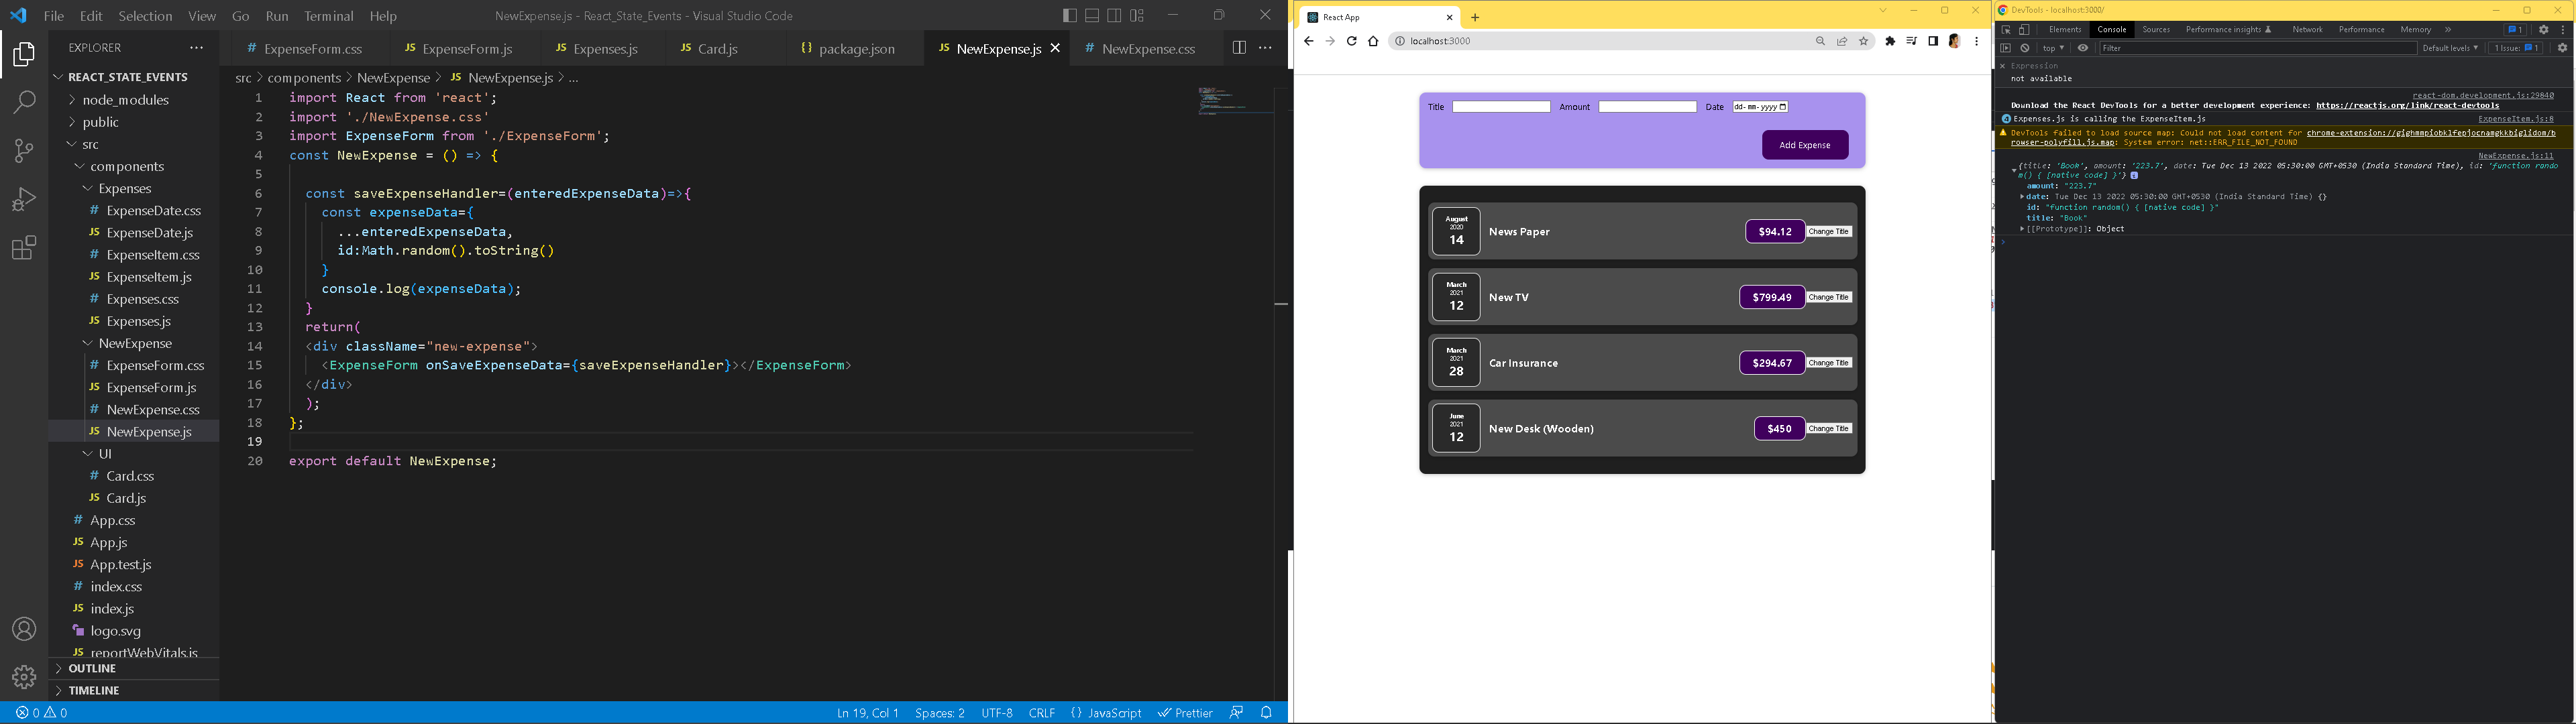 File Edit Selection View Go Run Terminal Help
NewExpense.js - React_State_Events - Visual Studio Code
EXPLORER
REACT_STATE_EVENTS
node_modules
public
src
components
Expenses
ExpenseDate.css
ExpenseDate.js
ExpenseItem.css
ExpenseItem.js
Expenses.css
Expenses.js
NewExpense
ExpenseForm.css
ExpenseForm.js
NewExpense.css
NewExpense.js
UI
Card.css
Card.js
App.css
App.js
App.test.js
index.css
index.js
logo.svg
reportWebVitals.js
OUTLINE
TIMELINE
ExpenseForm.css ExpenseForm.js Expenses.js Card.js package.json NewExpense.js NewExpense.css
src > components > NewExpense > JS NewExpense.js > ...
1 import React from 'react';
2 import './NewExpense.css'
3 import ExpenseForm from './ExpenseForm';
4 const NewExpense = () => {
5
6 const saveExpenseHandler=(enteredExpenseData)=>{
7 const expenseData={
8 ...enteredExpenseData,
9 id:Math.random().toString()
10 }
11 console.log(expenseData);
12 }
13 return(
14 <div className="new-expense">
15 <ExpenseForm onSaveExpenseData={saveExpenseHandler}></ExpenseForm>
16 </div>
17 );
18 };
19
20 export default NewExpense;
0 0 Ln 19, Col 1 Spaces: 2 UTF-8 CRLF {} JavaScript Prettier
React App
localhost:3000
Title Amount Date dd-mm-yyyy
Add Expense
August
2020
14
News Paper
$94.12
Change Title
March
2021
12
New TV
$799.49
Change Title
March
2021
28
Car Insurance
$294.67
Change Title
June
2021
12
New Desk (Wooden)
$450
Change Title
DevTools - localhost:3000/
Elements Console Sources Performance insights Network Performance Memory 1
top Filter Default levels 1 Issue: 1
Expression
not available
react-dom.development.js:29840
Download the React DevTools for a better development experience: https://reactjs.org/link/react-devtools
4 Expenses.js is calling the ExpenseItem.js ExpenseItem.js:8
DevTools failed to load source map: Could not load content for chrome-extension://gighmmpiobklfepjocnamgkkbiglidom/b
rowser-polyfill.js.map: System error: net::ERR_FILE_NOT_FOUND
NewExpense.js:11
{title: 'Book', amount: '223.7', date: Tue Dec 13 2022 05:30:00 GMT+0530 (India Standard Time), id: 'function rando
m() { [native code] }'}
amount: "223.7"
date: Tue Dec 13 2022 05:30:00 GMT+0530 (India Standard Time) {}
id: "function random() { [native code] }"
title: "Book"
[[Prototype]]: Object